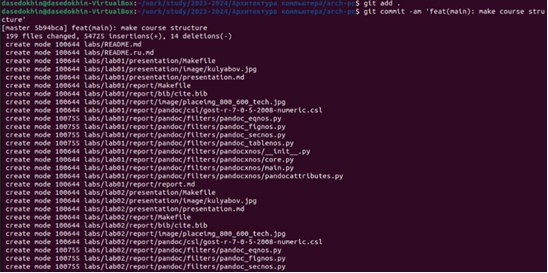 dasedokhin@dasedokhin-VirtualBox:~/work/study/2023-2024/Архитектура компьютера/arch-pc$ git add .
dasedokhin@dasedokhin-VirtualBox:~/work/study/2023-2024/Архитектура компьютера/arch-pc$ git commit -am 'feat(main): make course stru
cture'
[master 5b94bca] feat(main): make course structure
199 files changed, 54725 insertions(+), 14 deletions(-)
create mode 100644 labs/README.md
create mode 100644 labs/README.ru.md
create mode 100644 labs/lab01/presentation/Makefile
create mode 100644 labs/lab01/presentation/image/kulyabov.jpg
create mode 100644 labs/lab01/presentation/presentation.md
create mode 100644 labs/lab01/report/Makefile
create mode 100644 labs/lab01/report/bib/cite.bib
create mode 100644 labs/lab01/report/image/placeimg_800_600_tech.jpg
create mode 100644 labs/lab01/report/pandoc/csl/gost-r-7-0-5-2008-numeric.csl
create mode 100755 labs/lab01/report/pandoc/filters/pandoc_eqnos.py
create mode 100755 labs/lab01/report/pandoc/filters/pandoc_fignos.py
create mode 100755 labs/lab01/report/pandoc/filters/pandoc_secnos.py
create mode 100755 labs/lab01/report/pandoc/filters/pandoc_tablenos.py
create mode 100644 labs/lab01/report/pandoc/filters/pandocxnos/__init__.py
create mode 100644 labs/lab01/report/pandoc/filters/pandocxnos/core.py
create mode 100644 labs/lab01/report/pandoc/filters/pandocxnos/main.py
create mode 100644 labs/lab01/report/pandoc/filters/pandocxnos/pandocattributes.py
create mode 100644 labs/lab01/report/report.md
create mode 100644 labs/lab02/presentation/Makefile
create mode 100644 labs/lab02/presentation/image/kulyabov.jpg
create mode 100644 labs/lab02/presentation/presentation.md
create mode 100644 labs/lab02/report/Makefile
create mode 100644 labs/lab02/report/bib/cite.bib
create mode 100644 labs/lab02/report/image/placeimg_800_600_tech.jpg
create mode 100644 labs/lab02/report/pandoc/csl/gost-r-7-0-5-2008-numeric.csl
create mode 100755 labs/lab02/report/pandoc/filters/pandoc_eqnos.py
create mode 100755 labs/lab02/report/pandoc/filters/pandoc_fignos.py
create mode 100755 labs/lab02/report/pandoc/filters/pandoc_secnos.py